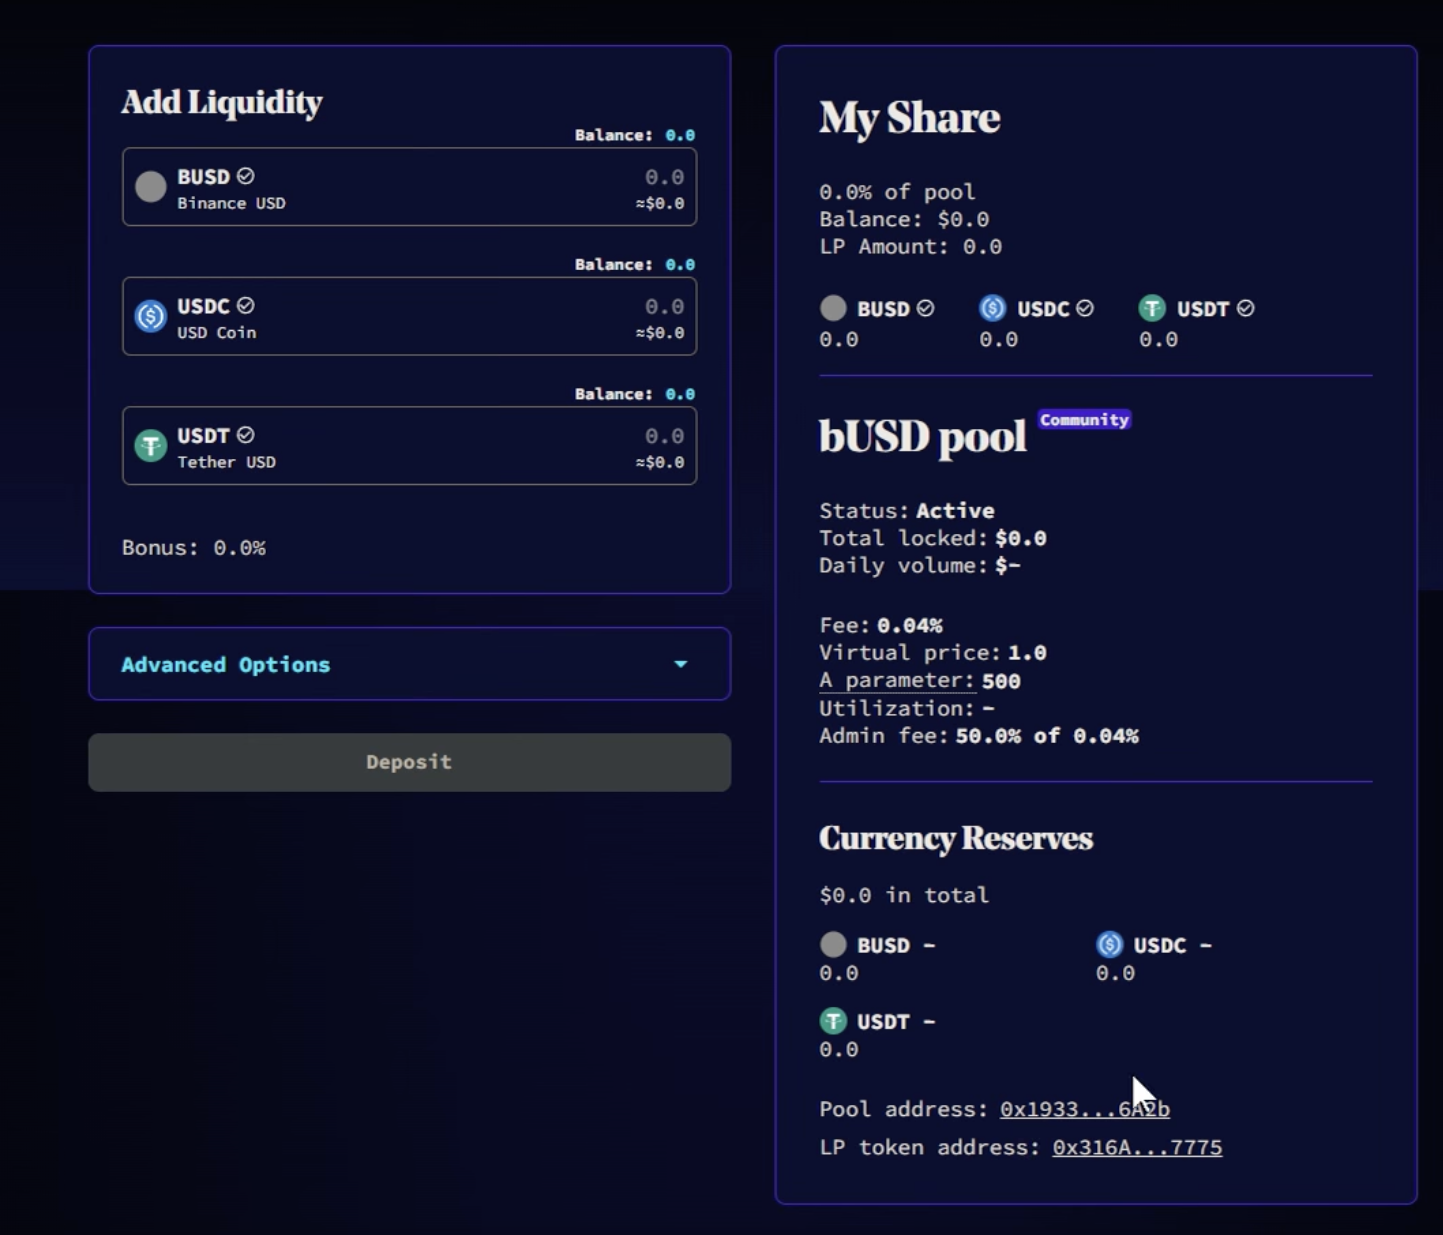 Add Liquidity
Balance: 0.0
BUSD 0.0
Binance USD ≈$0.0
Balance: 0.0
USDC 0.0
USD Coin ≈$0.0
Balance: 0.0
USDT 0.0
Tether USD ≈$0.0
Bonus: 0.0%
Advanced Options
Deposit
My Share
0.0% of pool
Balance: $0.0
LP Amount: 0.0
BUSD USDC USDT
0.0 0.0 0.0
bUSD pool Community
Status: Active
Total locked: $0.0
Daily volume: $-
Fee: 0.04%
Virtual price: 1.0
A parameter: 500
Utilization: -
Admin fee: 50.0% of 0.04%
Currency Reserves
$0.0 in total
BUSD - USDC -
0.0 0.0
USDT -
0.0
Pool address: 0x1933...6A2b
LP token address: 0x316A...7775